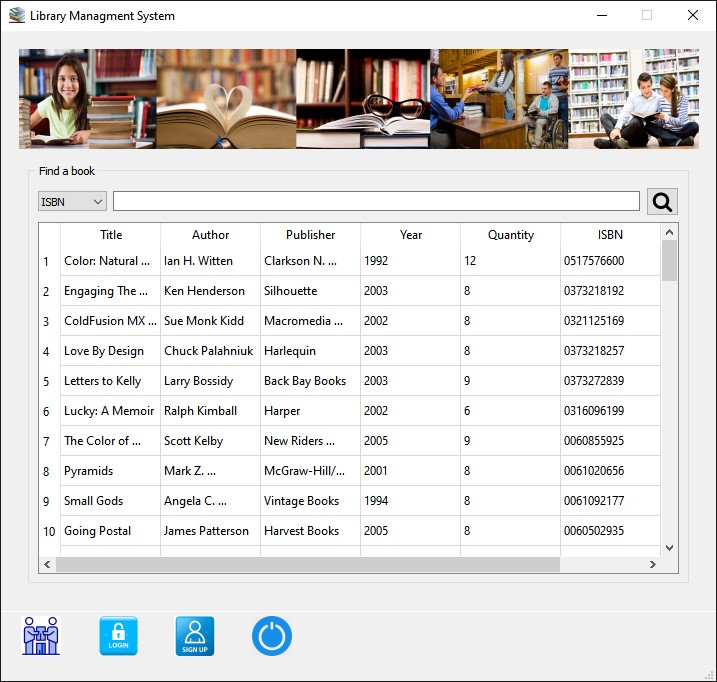 Library Managment System
Find a book
ISBN
Title Author Publisher Year Quantity ISBN
1 Color: Natural ... Ian H. Witten Clarkson N. ... 1992 12 0517576600
2 Engaging The ... Ken Henderson Silhouette 2003 8 0373218192
3 ColdFusion MX ... Sue Monk Kidd Macromedia ... 2002 8 0321125169
4 Love By Design Chuck Palahniuk Harlequin 2003 8 0373218257
5 Letters to Kelly Larry Bossidy Back Bay Books 2003 9 0373272839
6 Lucky: A Memoir Ralph Kimball Harper 2002 6 0316096199
7 The Color of ... Scott Kelby New Riders ... 2005 9 0060855925
8 Pyramids Mark Z. ... McGraw-Hill/... 2001 8 0061020656
9 Small Gods Angela C. ... Vintage Books 1994 8 0061092177
10 Going Postal James Patterson Harvest Books 2005 8 0060502935
LOGIN
SIGN UP